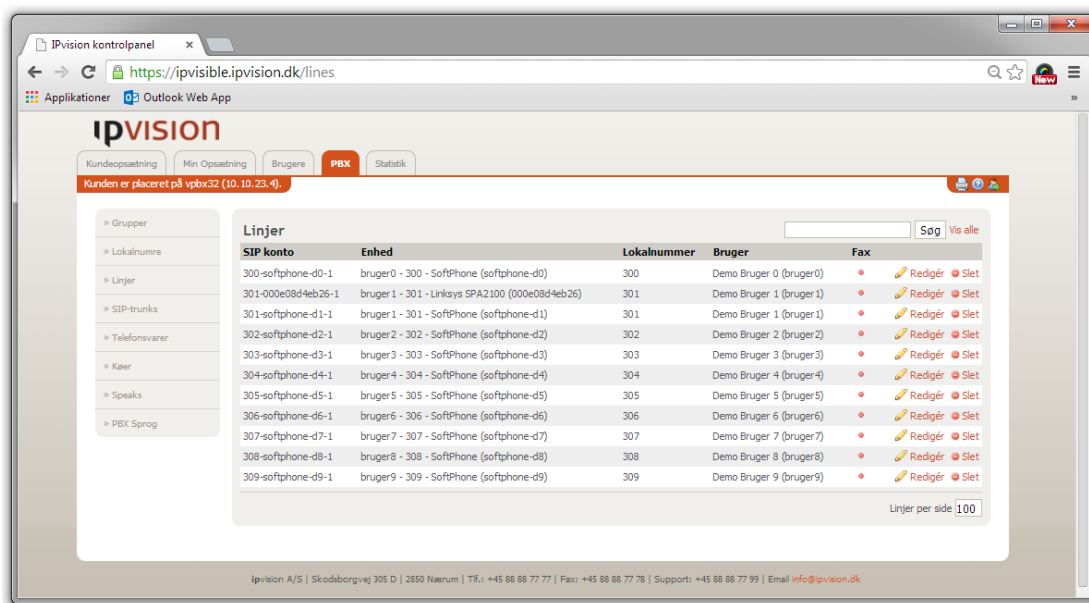 IPvision kontrolpanel
https://ipvisible.ipvision.dk/lines
New
Applikationer Outlook Web App
ipvision
Kundeopsætning Min Opsætning Brugere PBX Statistik
Kunden er placeret på vpbx32 (10.10.23.4).
» Grupper
» Lokalnumre
» Linjer
» SIP-trunks
» Telefonsvarer
» Køer
» Speaks
» PBX Sprog
Linjer Søg Vis alle
SIP konto Enhed Lokalnummer Bruger Fax
300-softphone-d0-1 bruger0 - 300 - SoftPhone (softphone-d0) 300 Demo Bruger 0 (bruger0) Redigér Slet
301-000e08d4eb26-1 bruger1 - 301 - Linksys SPA2100 (000e08d4eb26) 301 Demo Bruger 1 (bruger1) Redigér Slet
301-softphone-d1-1 bruger1 - 301 - SoftPhone (softphone-d1) 301 Demo Bruger 1 (bruger1) Redigér Slet
302-softphone-d2-1 bruger2 - 302 - SoftPhone (softphone-d2) 302 Demo Bruger 2 (bruger2) Redigér Slet
303-softphone-d3-1 bruger3 - 303 - SoftPhone (softphone-d3) 303 Demo Bruger 3 (bruger3) Redigér Slet
304-softphone-d4-1 bruger4 - 304 - SoftPhone (softphone-d4) 304 Demo Bruger 4 (bruger4) Redigér Slet
305-softphone-d5-1 bruger5 - 305 - SoftPhone (softphone-d5) 305 Demo Bruger 5 (bruger5) Redigér Slet
306-softphone-d6-1 bruger6 - 306 - SoftPhone (softphone-d6) 306 Demo Bruger 6 (bruger6) Redigér Slet
307-softphone-d7-1 bruger7 - 307 - SoftPhone (softphone-d7) 307 Demo Bruger 7 (bruger7) Redigér Slet
308-softphone-d8-1 bruger8 - 308 - SoftPhone (softphone-d8) 308 Demo Bruger 8 (bruger8) Redigér Slet
309-softphone-d9-1 bruger9 - 309 - SoftPhone (softphone-d9) 309 Demo Bruger 9 (bruger9) Redigér Slet
Linjer per side 100
ipvision A/S | Skodsborgvej 305 D | 2850 Nærum | Tlf.: +45 88 88 77 77 | Fax: +45 88 88 77 78 | Support: +45 88 88 77 99 | Email info@ipvision.dk